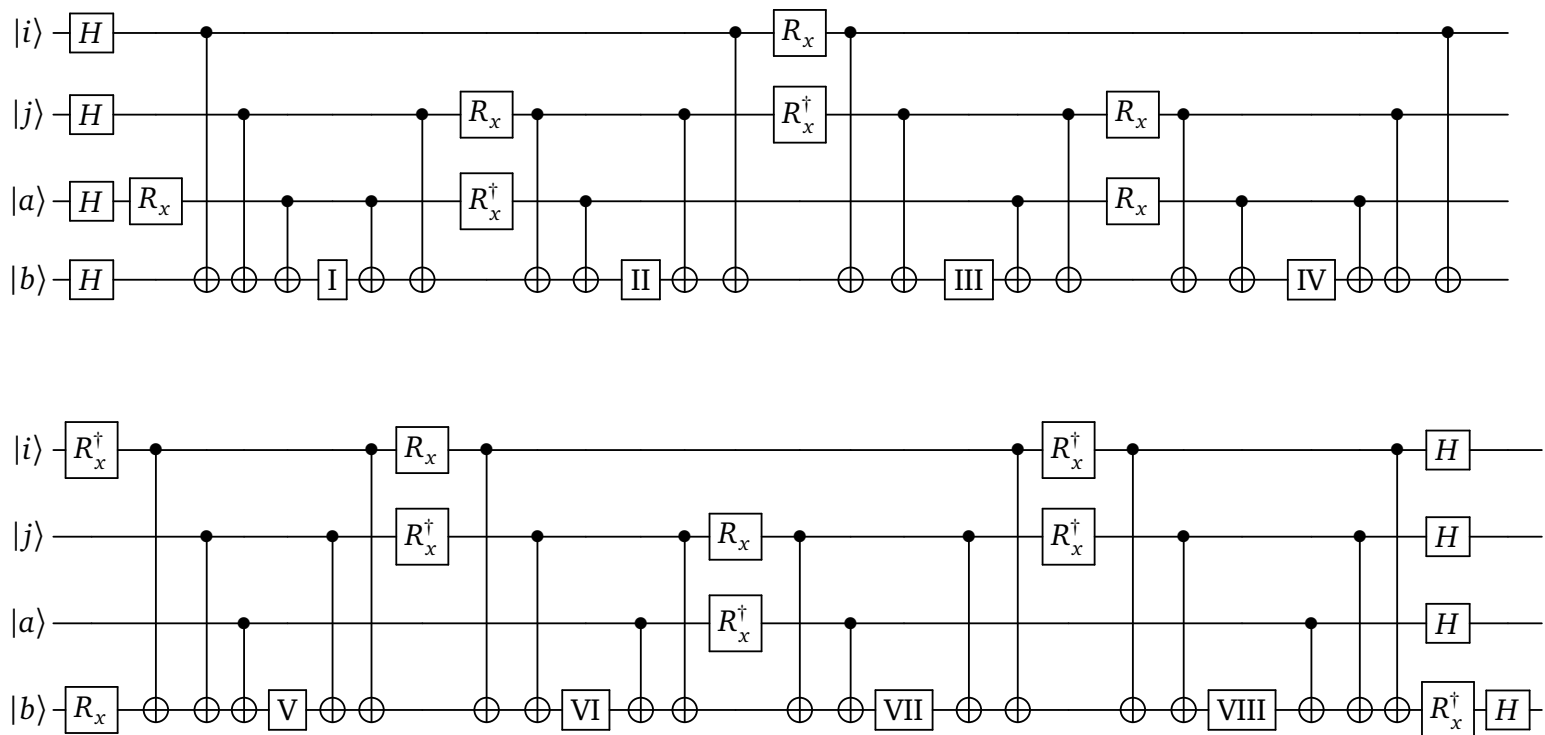 |i⟩ H R_x
|j⟩ H R_x R_x^† R_x
|a⟩ H R_x R_x^† R_x
|b⟩ H I II III IV
|i⟩ R_x^† R_x R_x^† H
|j⟩ R_x^† R_x R_x^† H
|a⟩ R_x^† H
|b⟩ R_x V VI VII VIII R_x^† H